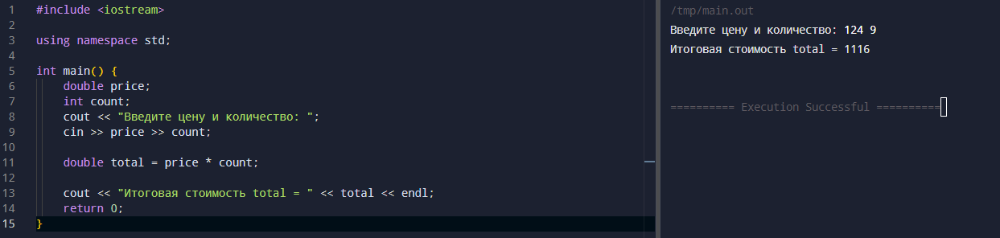 1 #include <iostream>
2
3 using namespace std;
4
5 int main() {
6     double price;
7     int count;
8     cout << "Введите цену и количество: ";
9     cin >> price >> count;
10
11     double total = price * count;
12
13     cout << "Итоговая стоимость total = " << total << endl;
14     return 0;
15 }
/tmp/main.out
Введите цену и количество: 124 9
Итоговая стоимость total = 1116
========== Execution Successful ==========